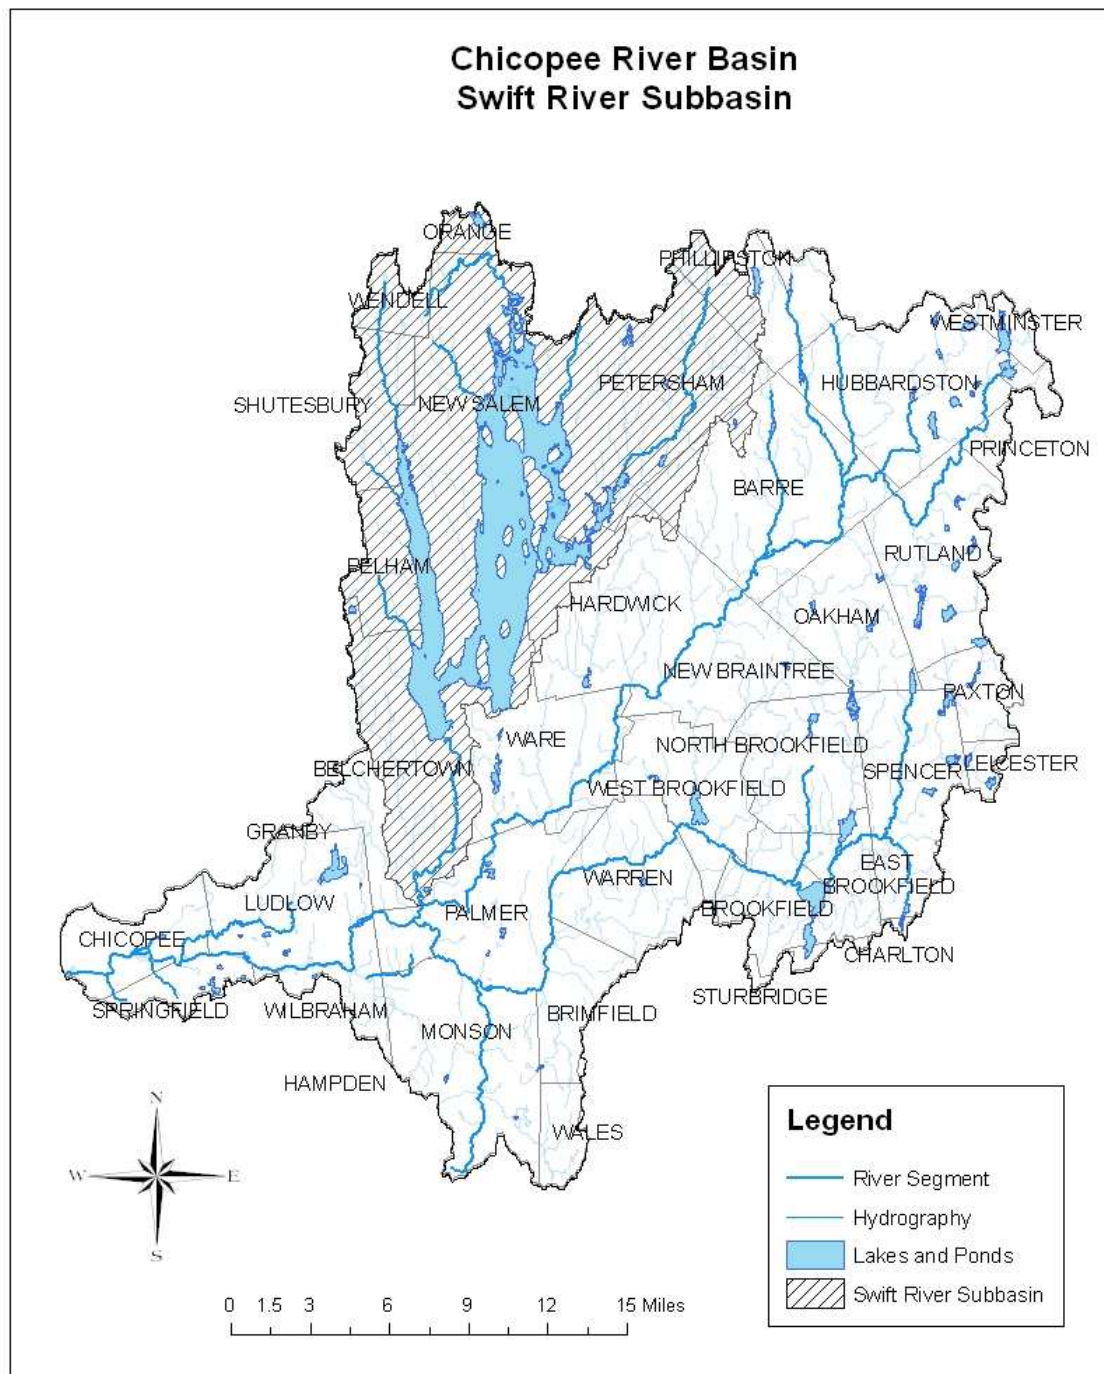 Chicopee River Basin
Swift River Subbasin
ORANGE
PHILLIPSTON
WENDELL
WESTMINSTER
SHUTESBURY
NEW SALEM
PETERSHAM
HUBBARDSTON
PRINCETON
BARRE
RUTLAND
PELHAM
HARDWICK
OAKHAM
NEW BRAINTREE
PAXTON
WARE
NORTH BROOKFIELD
BELCHERTOWN
WEST BROOKFIELD
SPENCER
LEICESTER
GRANBY
WARREN
EAST
BROOKFIELD
LUDLOW
PALMER
BROOKFIELD
CHICOPEE
CHARLTON
STURBRIDGE
SPRINGFIELD
WILBRAHAM
MONSON
BRIMFIELD
HAMPDEN
WALES
N
W
E
S
Legend
River Segment
Hydrography
Lakes and Ponds
Swift River Subbasin
0 1.5 3 6 9 12 15 Miles